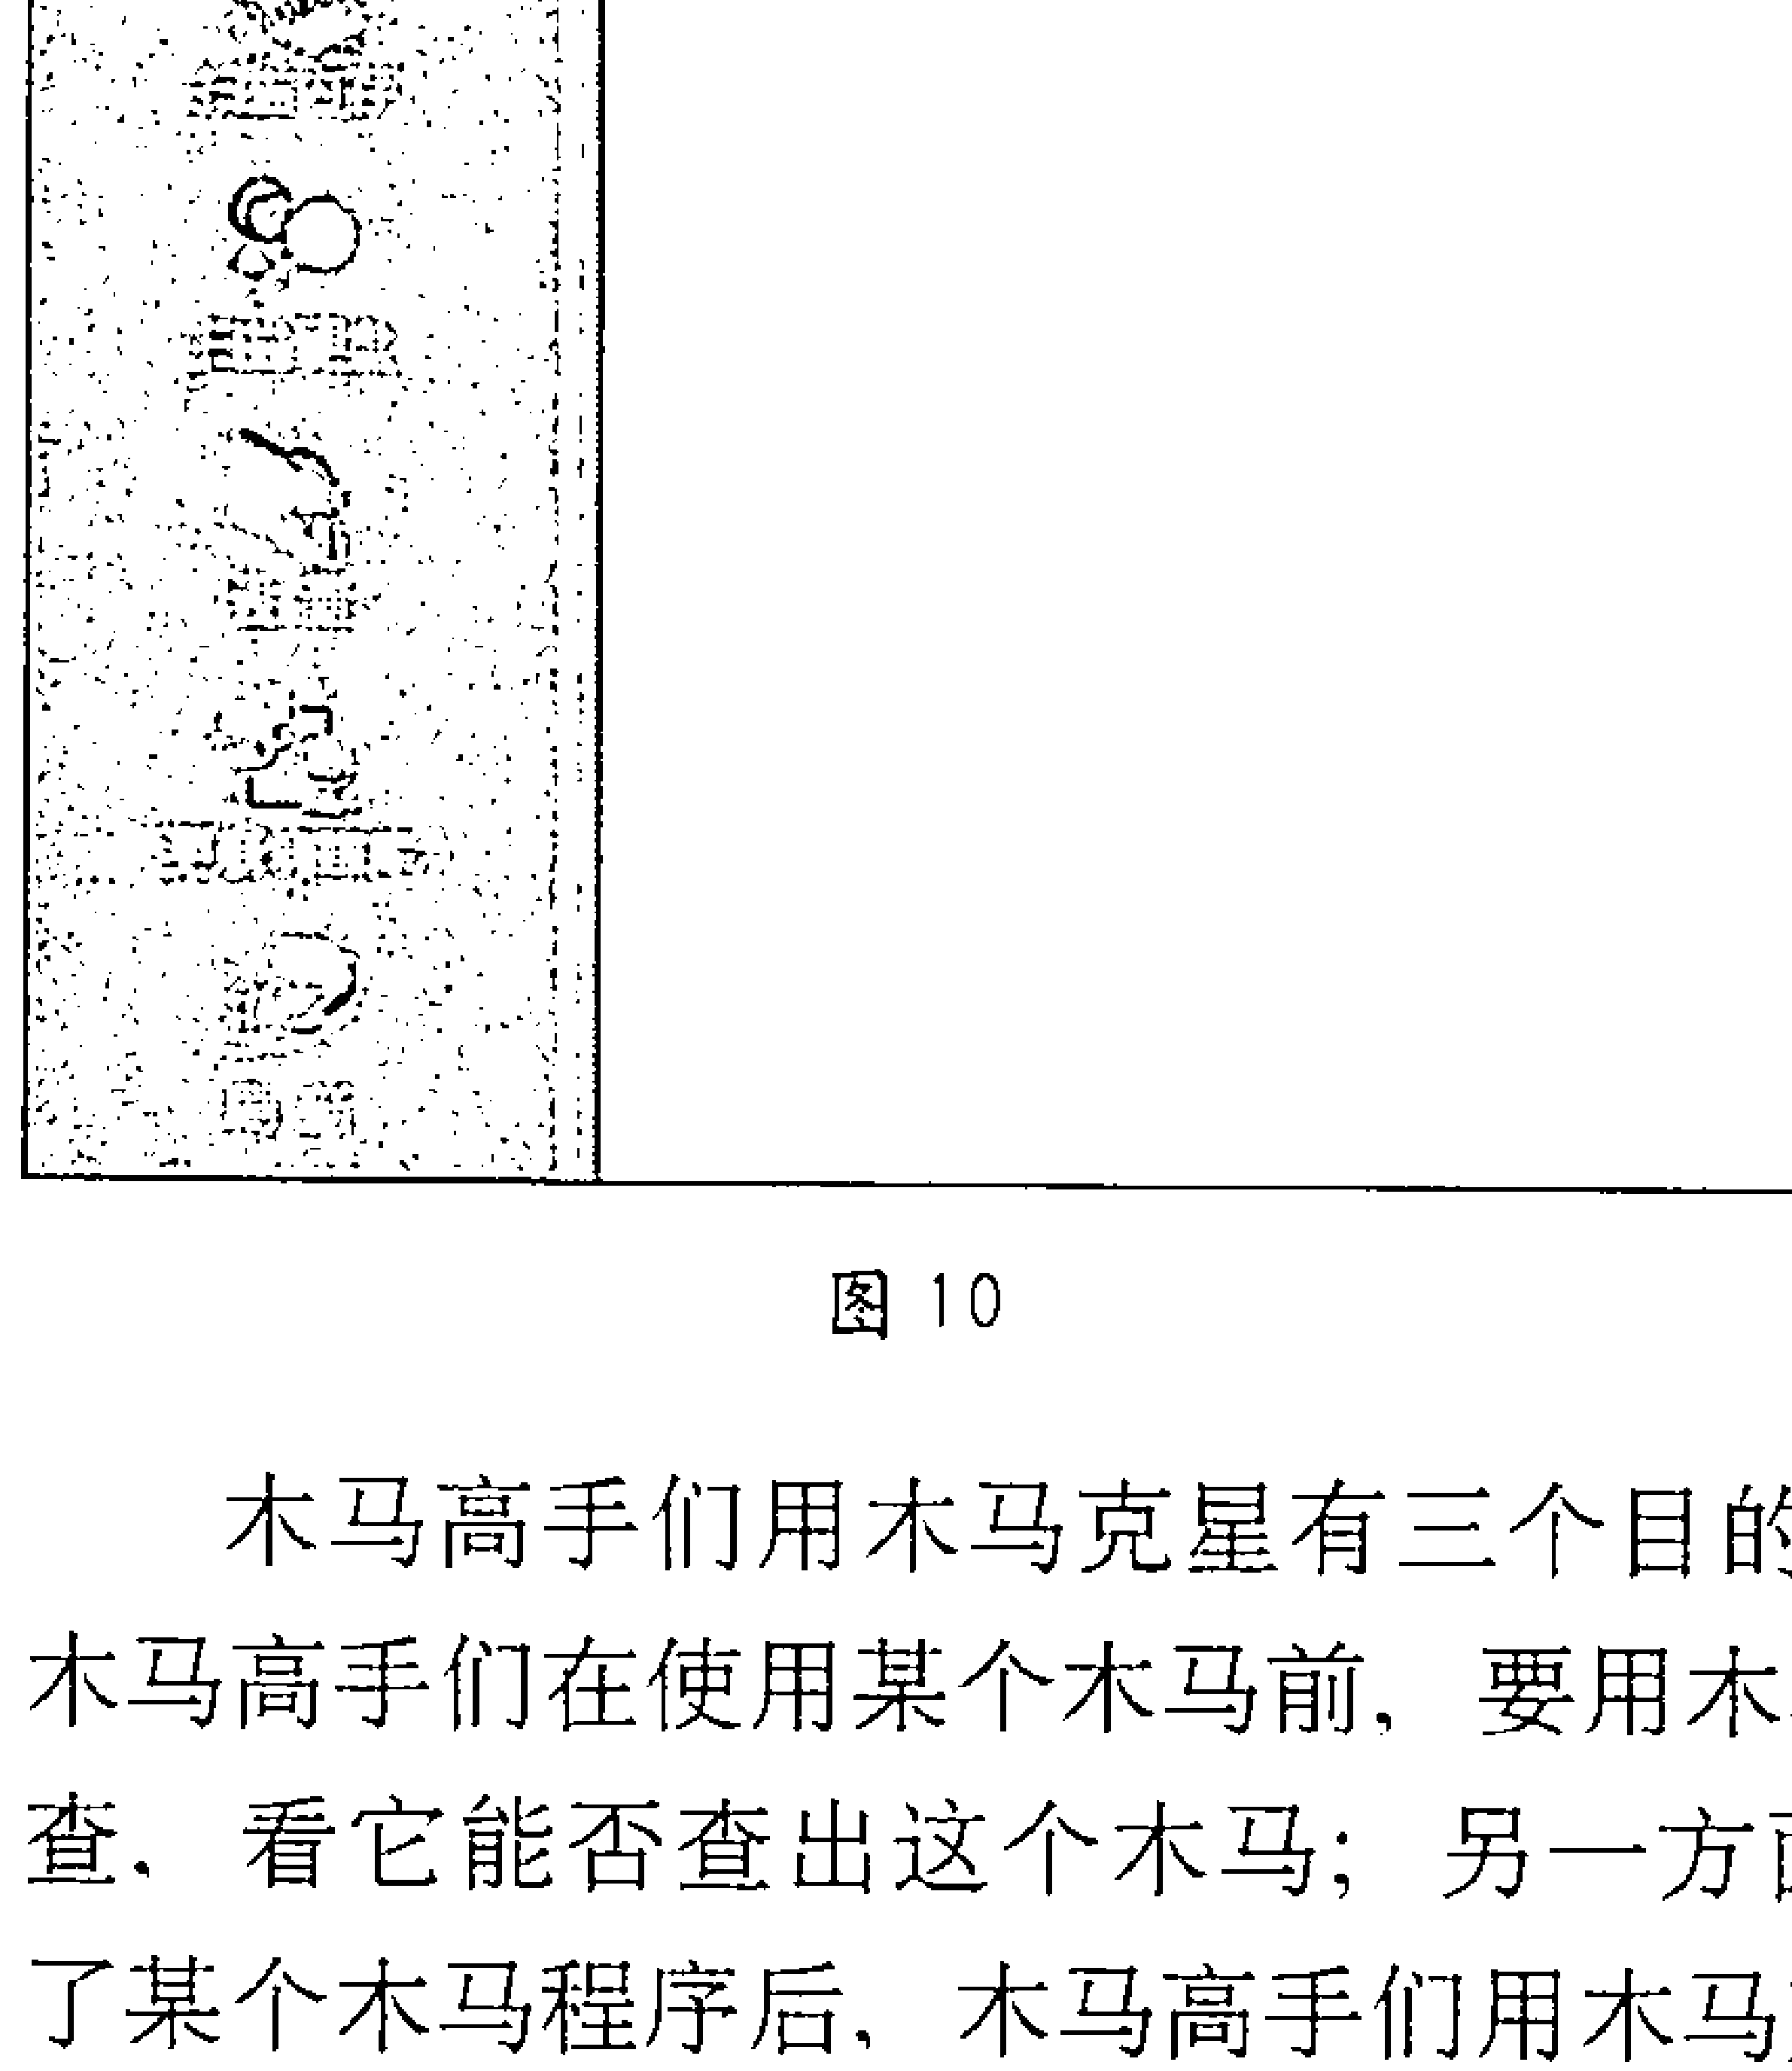 图 10
木马高手们用木马克星有三个目的
木马高手们在使用某个木马前，要用木
查，看它能否查出这个木马；另一方面
了某个木马程序后，木马高手们用木马